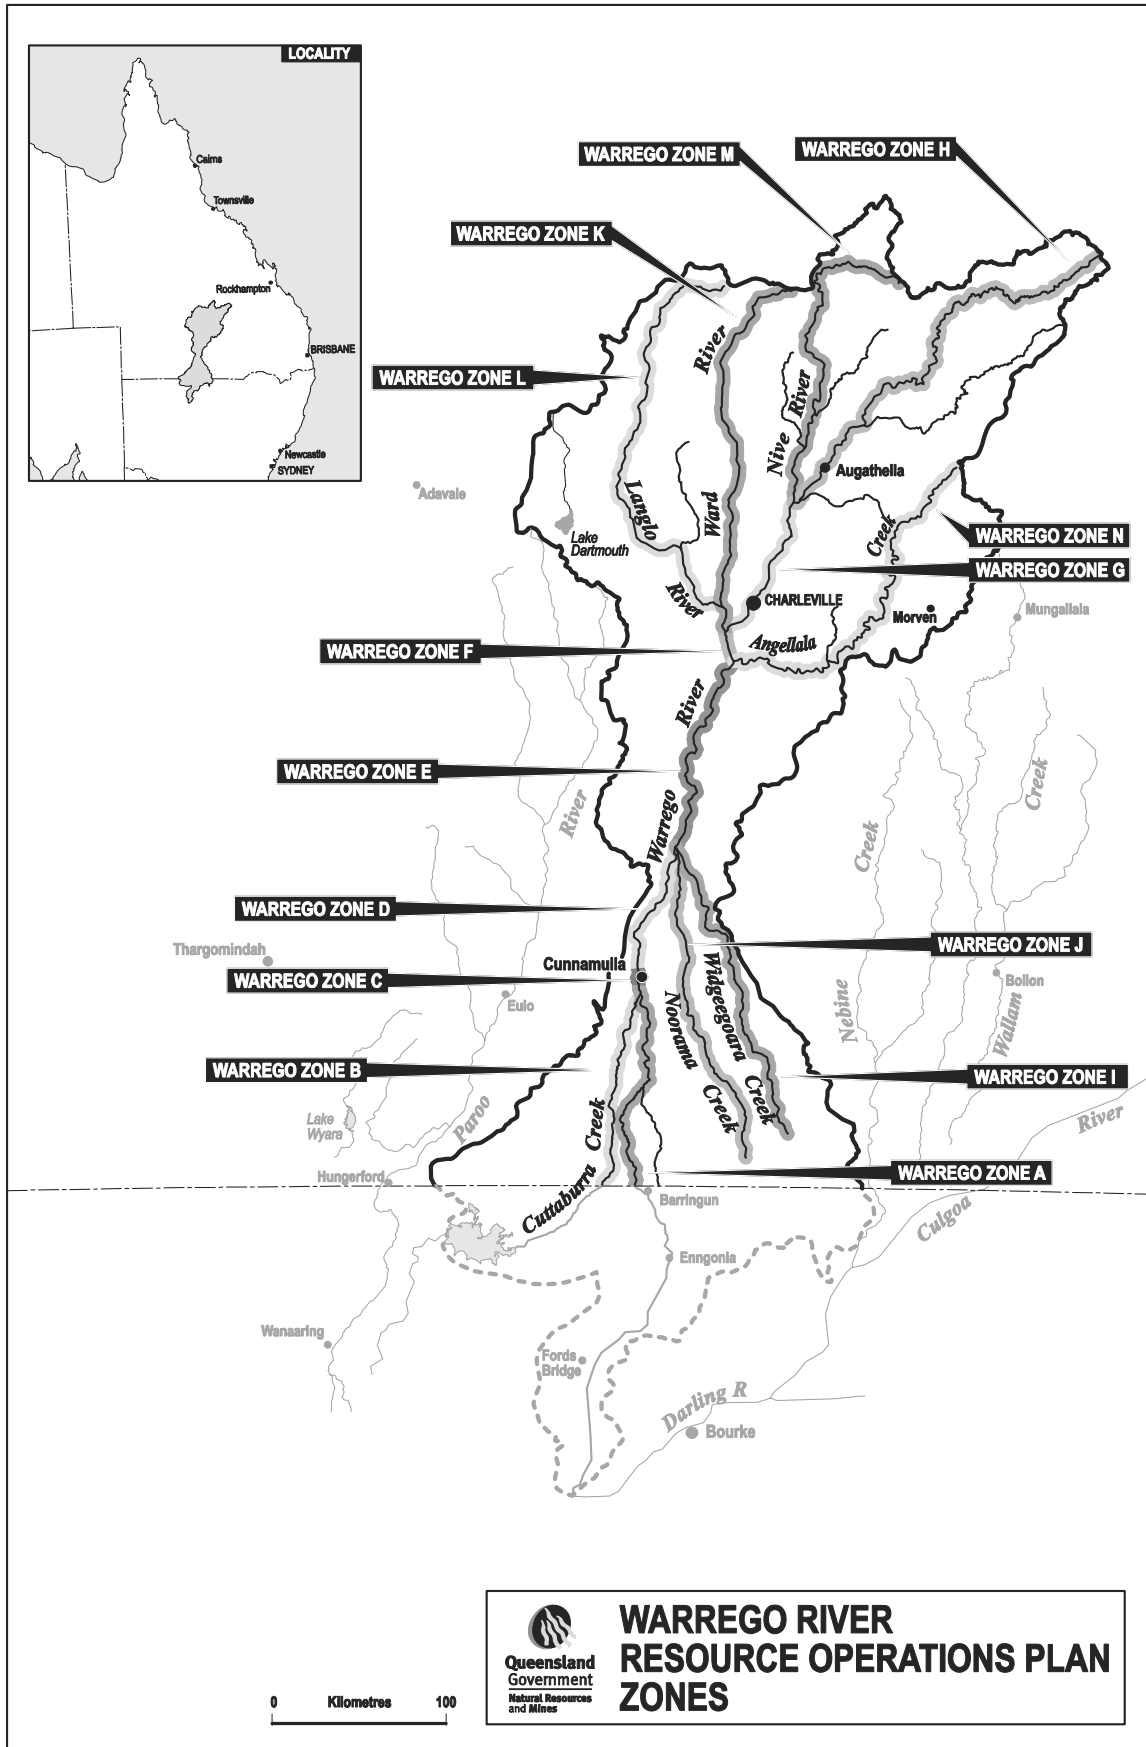 LOCALITY
Cairns
Townsville
Rockhampton
BRISBANE
Newcastle
SYDNEY
WARREGO ZONE M
WARREGO ZONE H
WARREGO ZONE K
WARREGO ZONE L
River
River
Nive
Augathella
Adavale
Langlo
Ward
Lake
Dartmouth
Creek
WARREGO ZONE N
WARREGO ZONE G
River
CHARLEVILLE
Morven
Mungallala
Angellala
WARREGO ZONE F
River
WARREGO ZONE E
River
Warrego
Creek
Creek
WARREGO ZONE D
WARREGO ZONE J
Thargomindah
Cunnamulla
WARREGO ZONE C
Eulo
Noorama
Widgeegoara
Nebine
Bollon
Wallam
WARREGO ZONE B
WARREGO ZONE I
Lake
Wyara
Paroo
Creek
Creek
Creek
River
Hungerford
WARREGO ZONE A
Cuttaburra
Barringun
Culgoa
Enngonia
Wanaaring
Fords
Bridge
Darling R
Bourke
Queensland
Government
Natural Resources
and Mines
WARREGO RIVER
RESOURCE OPERATIONS PLAN
ZONES
0 Kilometres 100